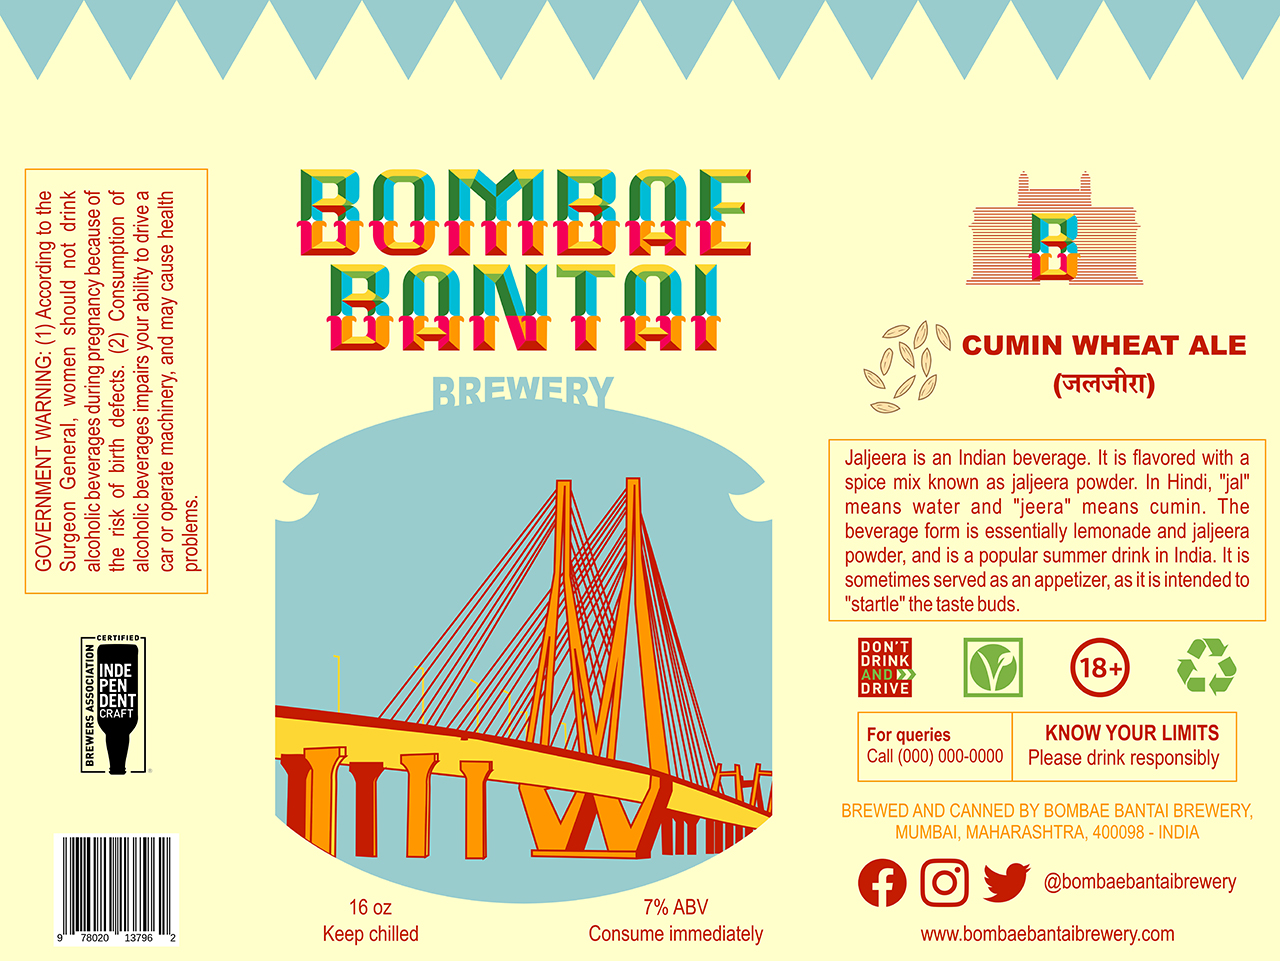 GOVERNMENT WARNING: (1) According to the
Surgeon General, women should not drink
alcoholic beverages during pregnancy because of
the risk of birth defects. (2) Consumption of
alcoholic beverages impairs your ability to drive a
car or operate machinery, and may cause health
problems.
CERTIFIED
BREWERS ASSOCIATION
INDE
PEN
DENT
CRAFT
9 78020 13796 2
BOMBAE
BANTAI
BREWERY
16 oz
Keep chilled
7% ABV
Consume immediately
B
CUMIN WHEAT ALE
(जलजीरा)
Jaljeera is an Indian beverage. It is flavored with a
spice mix known as jaljeera powder. In Hindi, "jal"
means water and "jeera" means cumin. The
beverage form is essentially lemonade and jaljeera
powder, and is a popular summer drink in India. It is
sometimes served as an appetizer, as it is intended to
"startle" the taste buds.
DON'T
DRINK
AND
DRIVE
V
18+
For queries
Call (000) 000-0000
KNOW YOUR LIMITS
Please drink responsibly
BREWED AND CANNED BY BOMBAE BANTAI BREWERY,
MUMBAI, MAHARASHTRA, 400098 - INDIA
@bombaebantaibrewery
www.bombaebantaibrewery.com